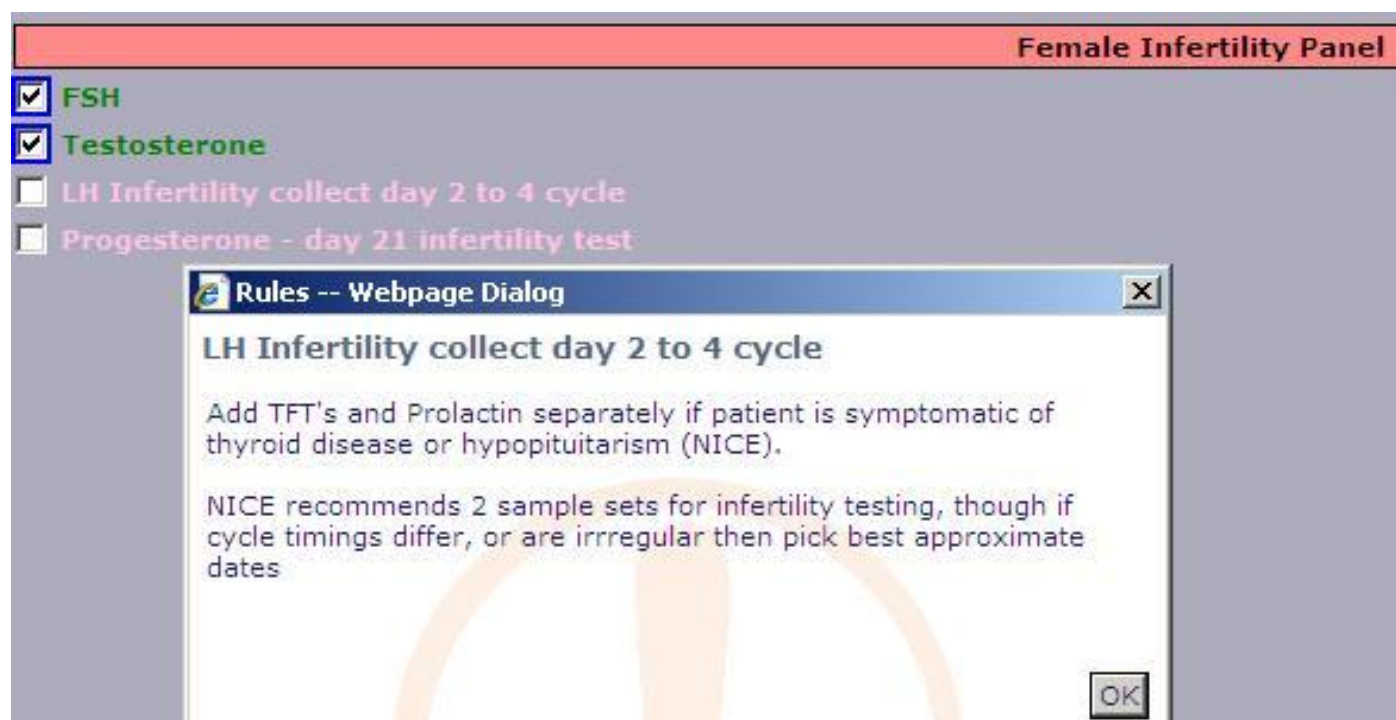 Female Infertility Panel
FSH
Testosterone
LH Infertility collect day 2 to 4 cycle
Progesterone - day 21 infertility test
Rules -- Webpage Dialog
LH Infertility collect day 2 to 4 cycle
Add TFT's and Prolactin separately if patient is symptomatic of
thyroid disease or hypopituitarism (NICE).
NICE recommends 2 sample sets for infertility testing, though if
cycle timings differ, or are irrregular then pick best approximate
dates
OK